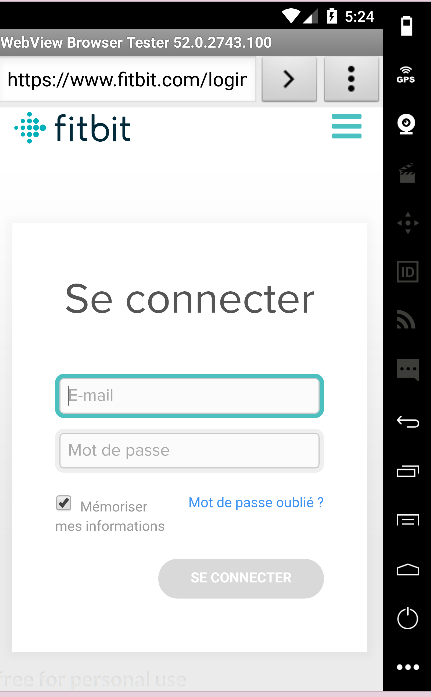 5:24
WebView Browser Tester 52.0.2743.100
https://www.fitbit.com/login
GPS
fitbit
ID
Se connecter
E-mail
Mot de passe
Mémoriser
mes informations
Mot de passe oublié ?
SE CONNECTER
free for personal use